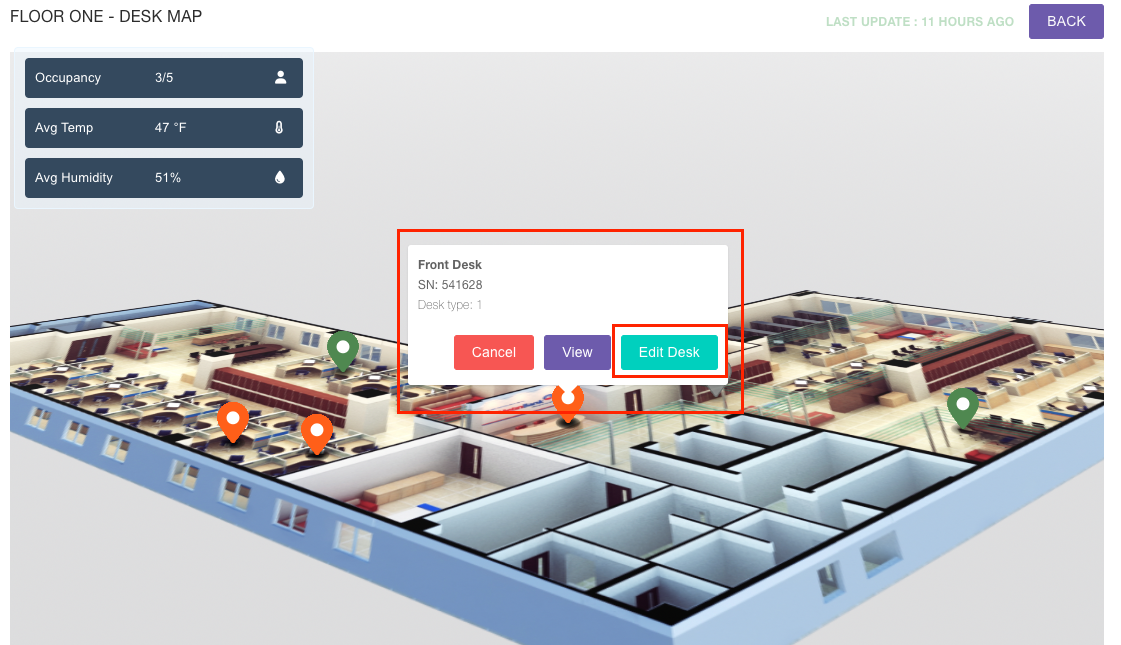 FLOOR ONE - DESK MAP
LAST UPDATE : 11 HOURS AGO
BACK
Occupancy 3/5
Avg Temp 47 °F
Avg Humidity 51%
Front Desk
SN: 541628
Desk type: 1
Cancel View Edit Desk